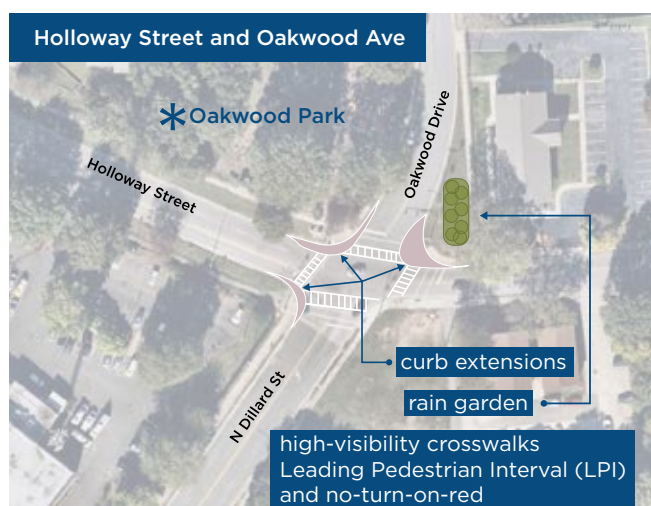 Holloway Street and Oakwood Ave
Oakwood Park
Oakwood Drive
Holloway Street
curb extensions
rain garden
N Dillard St
high-visibility crosswalks
Leading Pedestrian Interval (LPI)
and no-turn-on-red